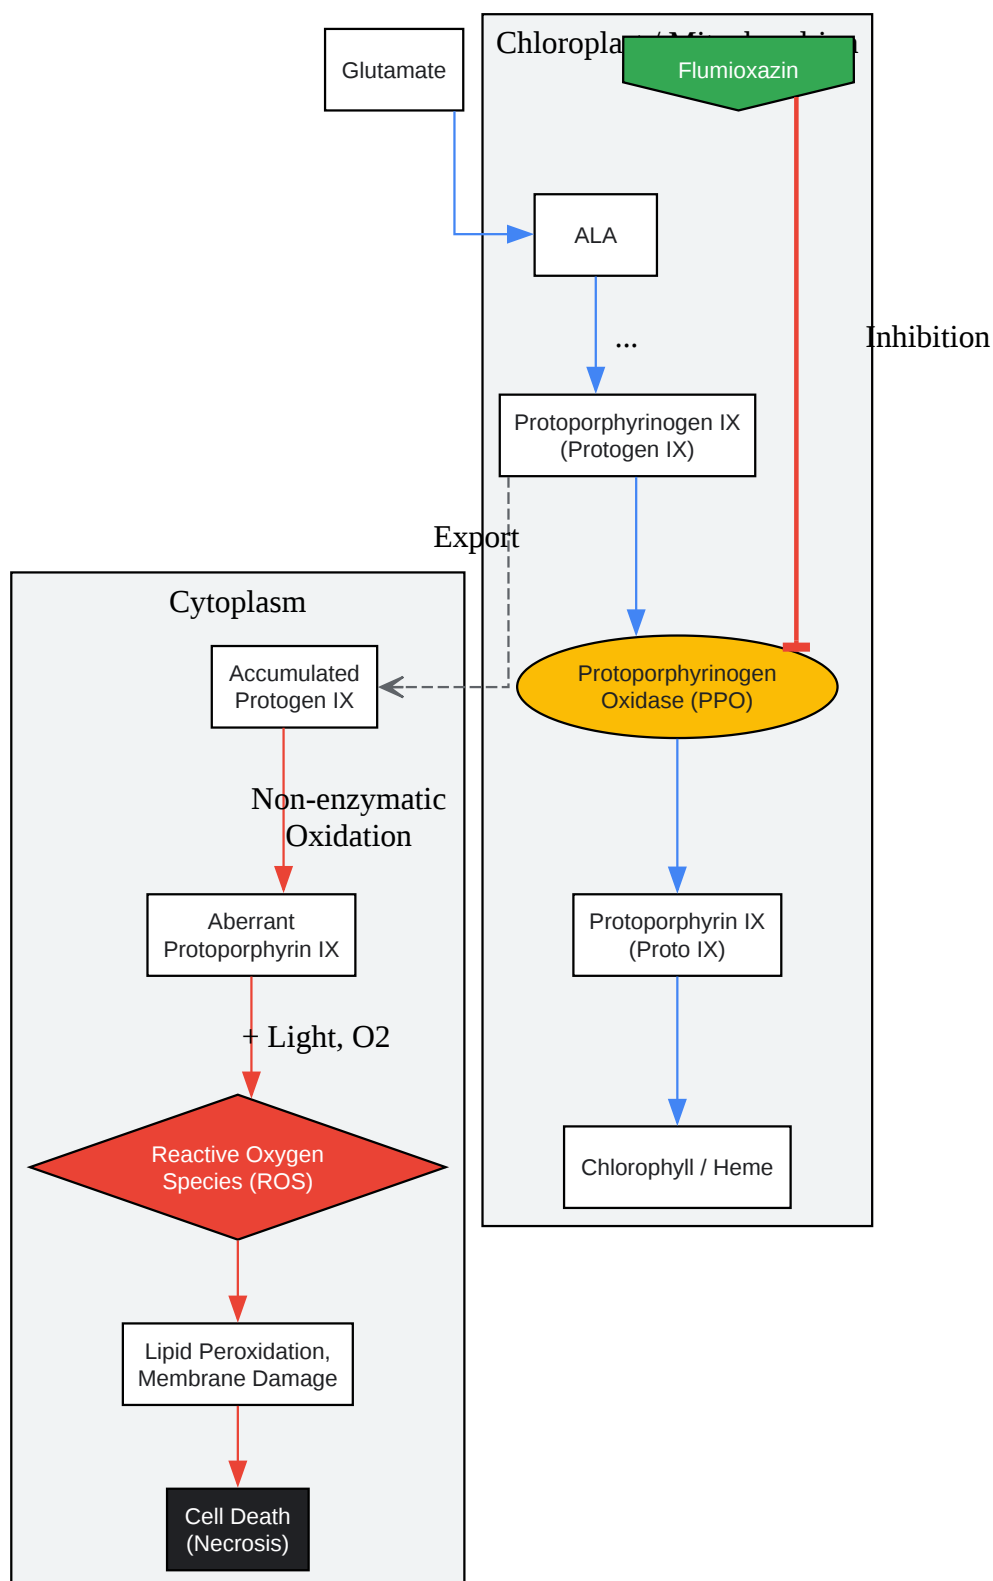 Chloroplast /
Flumioxazin
Glutamate
ALA
...
Inhibition
Protoporphyrinogen IX
(Protogen IX)
Export
Cytoplasm
Accumulated
Protogen IX
Protoporphyrinogen
Oxidase (PPO)
Non-enzymatic
Oxidation
Aberrant
Protoporphyrin IX
Protoporphyrin IX
(Proto IX)
+ Light, O2
Reactive Oxygen
Species (ROS)
Chlorophyll / Heme
Lipid Peroxidation,
Membrane Damage
Cell Death
(Necrosis)